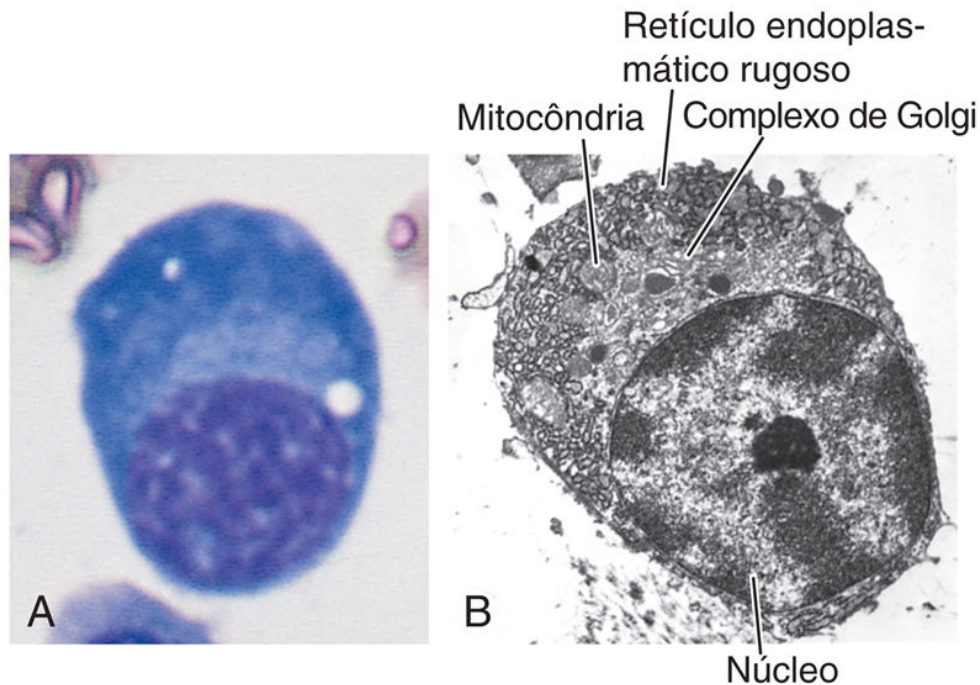 Retículo endoplas-
mático rugoso
Mitocôndria
Complexo de Golgi
A
B
Núcleo